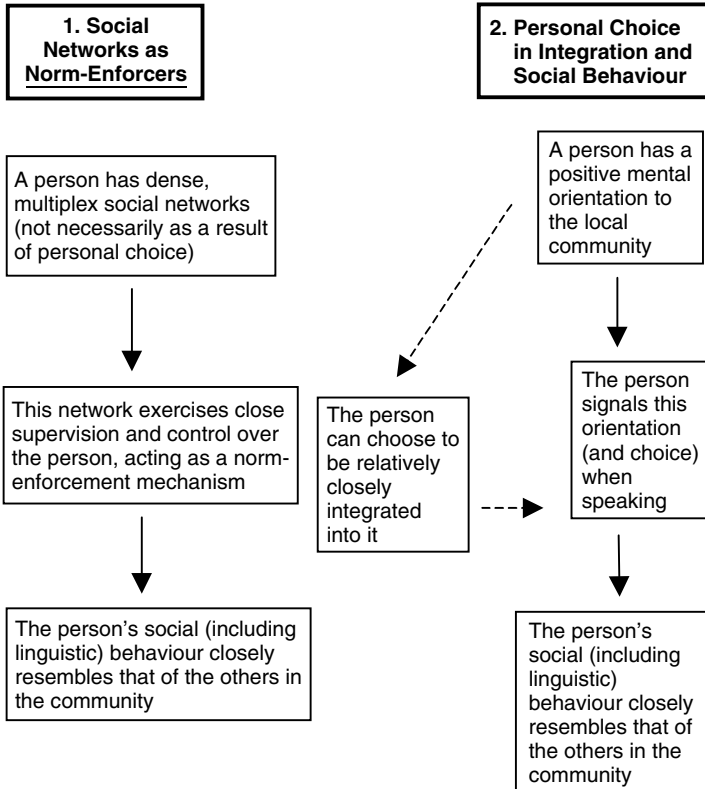 1. Social
Networks as
Norm-Enforcers
2. Personal Choice
in Integration and
Social Behaviour
A person has dense,
multiplex social networks
(not necessarily as a result
of personal choice)
A person has a
positive mental
orientation to
the local
community
This network exercises close
supervision and control over
the person, acting as a norm-
enforcement mechanism
The person
can choose to
be relatively
closely
integrated
into it
The person
signals this
orientation
(and choice)
when
speaking
The person's social (including
linguistic) behaviour closely
resembles that of the others in
the community
The person's
social (including
linguistic)
behaviour closely
resembles that of
the others in the
community